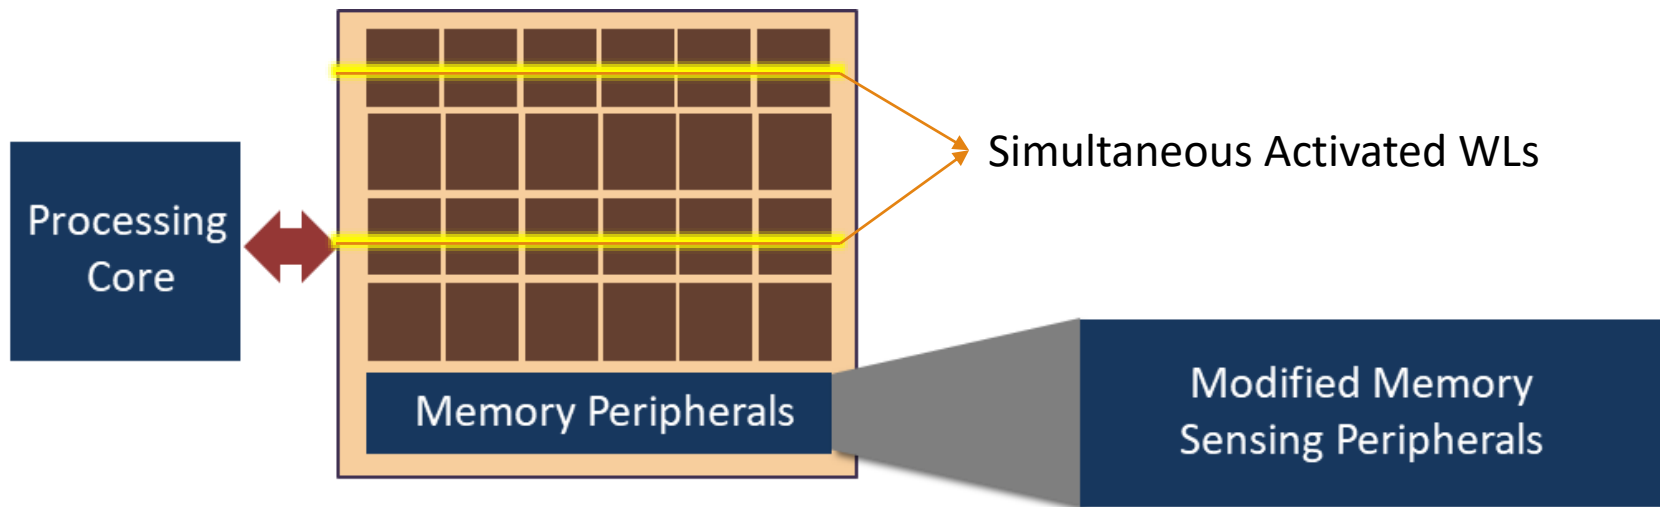 Simultaneous Activated WLs
Processing
Core
Memory Peripherals
Modified Memory
Sensing Peripherals